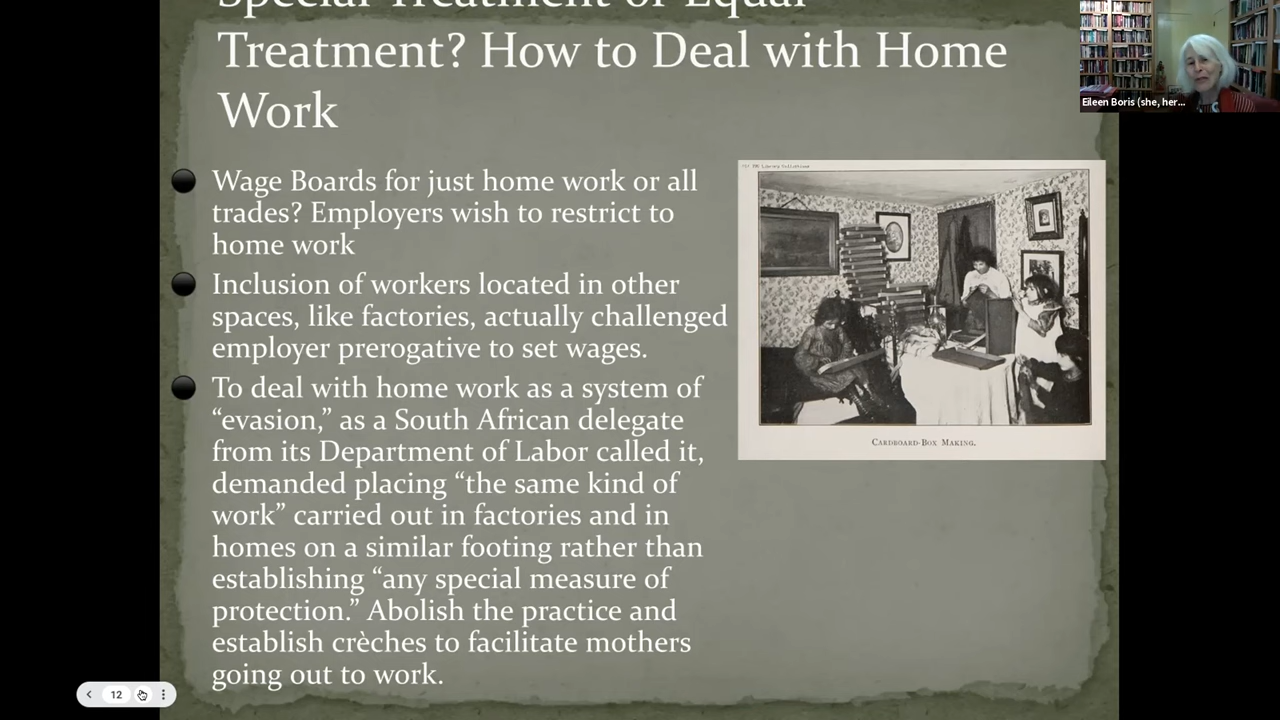 Special Treatment or Equal
Treatment? How to Deal with Home
Work
Eileen Boris (she, her...
Wage Boards for just home work or all
trades? Employers wish to restrict to
home work
Inclusion of workers located in other
spaces, like factories, actually challenged
employer prerogative to set wages.
To deal with home work as a system of
“evasion,” as a South African delegate
from its Department of Labor called it,
demanded placing “the same kind of
work” carried out in factories and in
homes on a similar footing rather than
establishing “any special measure of
protection.” Abolish the practice and
establish crèches to facilitate mothers
going out to work.
CARDBOARD-BOX MAKING.
12